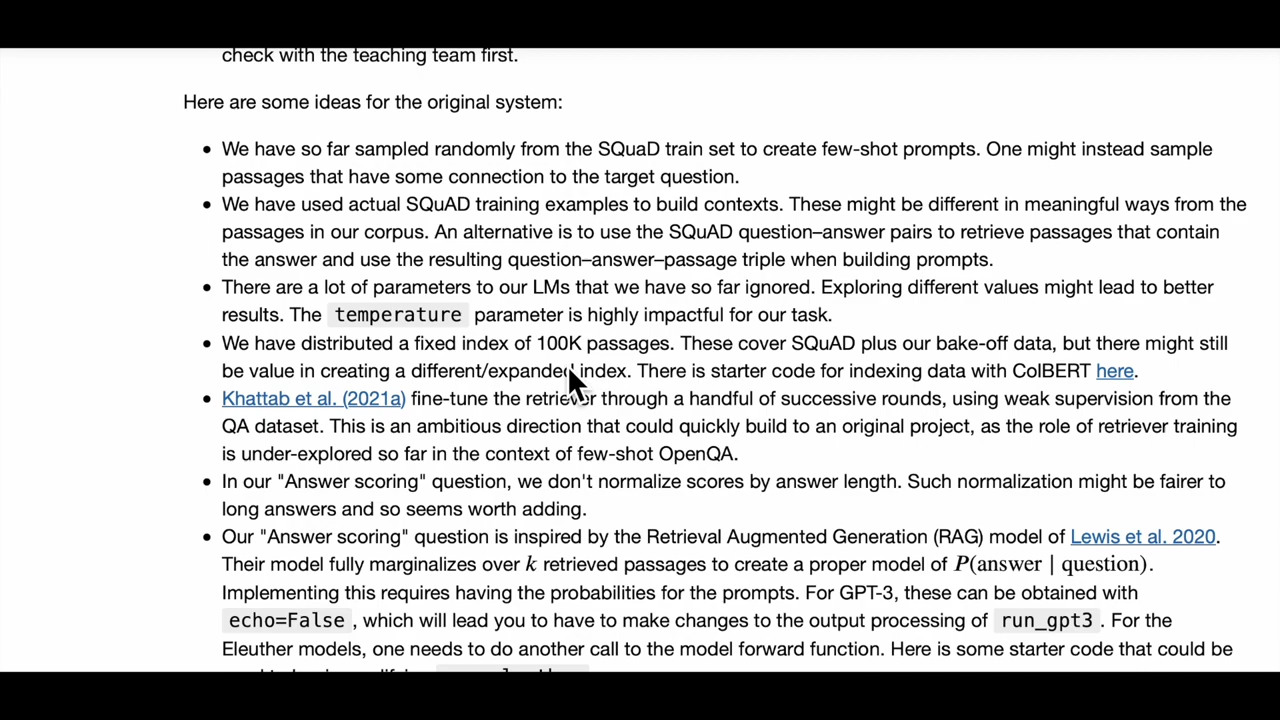 check with the teaching team first.
Here are some ideas for the original system:
We have so far sampled randomly from the SQuaD train set to create few-shot prompts. One might instead sample
passages that have some connection to the target question.
We have used actual SQuAD training examples to build contexts. These might be different in meaningful ways from the
passages in our corpus. An alternative is to use the SQuAD question–answer pairs to retrieve passages that contain
the answer and use the resulting question–answer–passage triple when building prompts.
There are a lot of parameters to our LMs that we have so far ignored. Exploring different values might lead to better
results. The temperature parameter is highly impactful for our task.
We have distributed a fixed index of 100K passages. These cover SQuAD plus our bake-off data, but there might still
be value in creating a different/expanded index. There is starter code for indexing data with ColBERT here.
Khattab et al. (2021a) fine-tune the retriever through a handful of successive rounds, using weak supervision from the
QA dataset. This is an ambitious direction that could quickly build to an original project, as the role of retriever training
is under-explored so far in the context of few-shot OpenQA.
In our "Answer scoring" question, we don't normalize scores by answer length. Such normalization might be fairer to
long answers and so seems worth adding.
Our "Answer scoring" question is inspired by the Retrieval Augmented Generation (RAG) model of Lewis et al. 2020.
Their model fully marginalizes over k retrieved passages to create a proper model of P(answer | question).
Implementing this requires having the probabilities for the prompts. For GPT-3, these can be obtained with
echo=False, which will lead you to have to make changes to the output processing of run_gpt3. For the
Eleuther models, one needs to do another call to the model forward function. Here is some starter code that could be